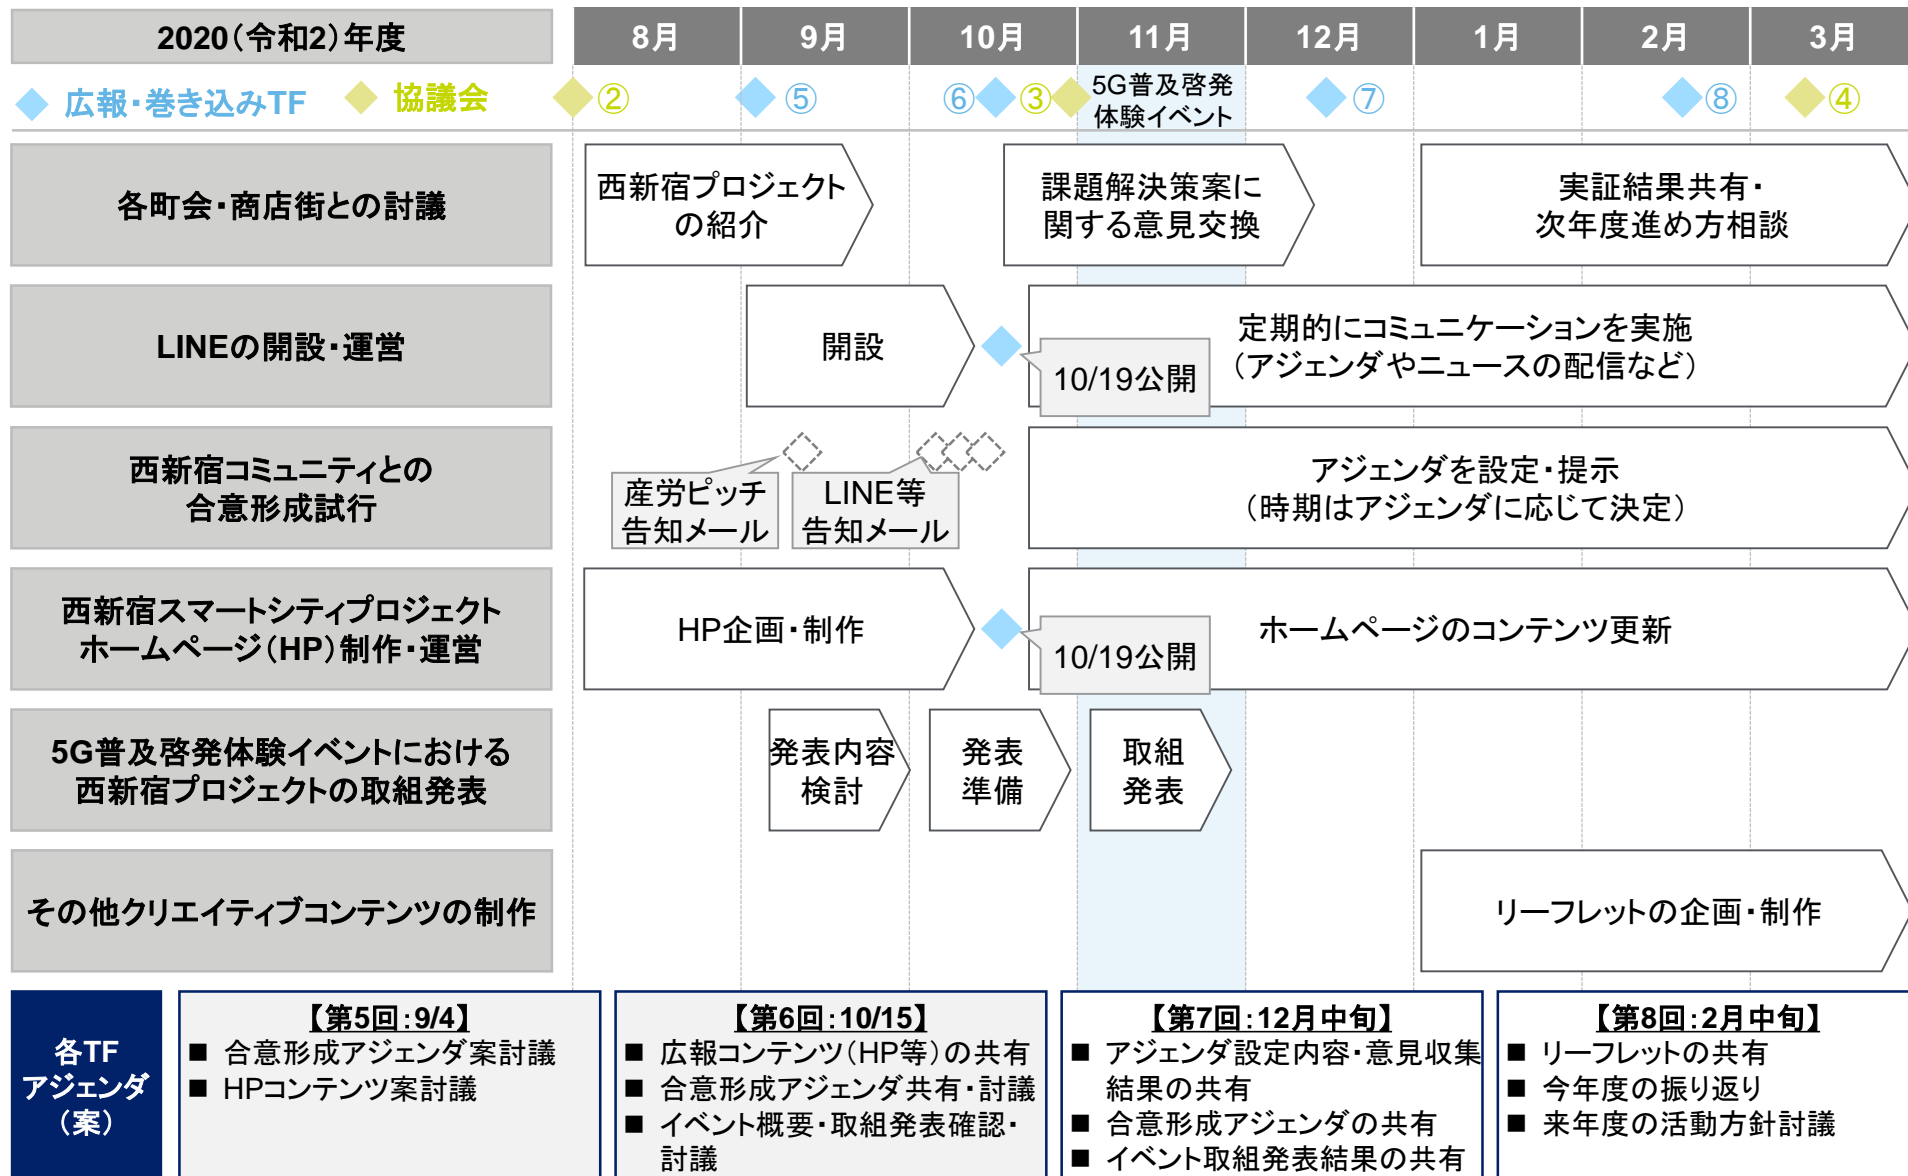 2020(令和2)年度
8月
9月
10月
11月
12月
1月
2月
3月
広報・巻き込みTF
協議会
②
⑤
⑥
③
5G普及啓発
体験イベント
⑦
⑧
④
各町会・商店街との討議
西新宿プロジェクト
の紹介
課題解決策案に
関する意見交換
実証結果共有・
次年度進め方相談
LINEの開設・運営
開設
10/19公開
定期的にコミュニケーションを実施
(アジェンダやニュースの配信など)
西新宿コミュニティとの
合意形成試行
産労ピッチ
告知メール
LINE等
告知メール
アジェンダを設定・提示
(時期はアジェンダに応じて決定)
西新宿スマートシティプロジェクト
ホームページ(HP)制作・運営
HP企画・制作
10/19公開
ホームページのコンテンツ更新
5G普及啓発体験イベントにおける
西新宿プロジェクトの取組発表
発表内容
検討
発表
準備
取組
発表
その他クリエイティブコンテンツの制作
リーフレットの企画・制作
各TF
アジェンダ
(案)
【第5回:9/4】
■ 合意形成アジェンダ案討議
■ HPコンテンツ案討議
【第6回:10/15】
■ 広報コンテンツ(HP等)の共有
■ 合意形成アジェンダ共有・討議
■ イベント概要・取組発表確認・
討議
【第7回:12月中旬】
■ アジェンダ設定内容・意見収集
結果の共有
■ 合意形成アジェンダの共有
■ イベント取組発表結果の共有
【第8回:2月中旬】
■ リーフレットの共有
■ 今年度の振り返り
■ 来年度の活動方針討議